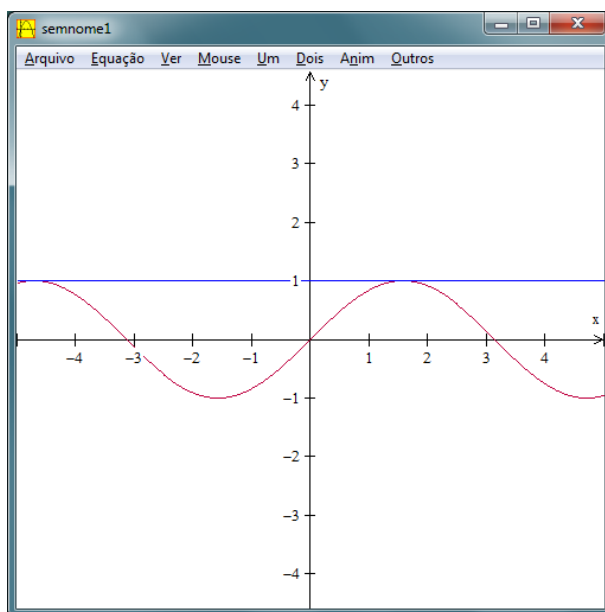 semnome1
Arquivo Equação Ver Mouse Um Dois Anim Outros
y
4
3
2
1
x
−4 −3 −2 −1 1 2 3 4
−1
−2
−3
−4